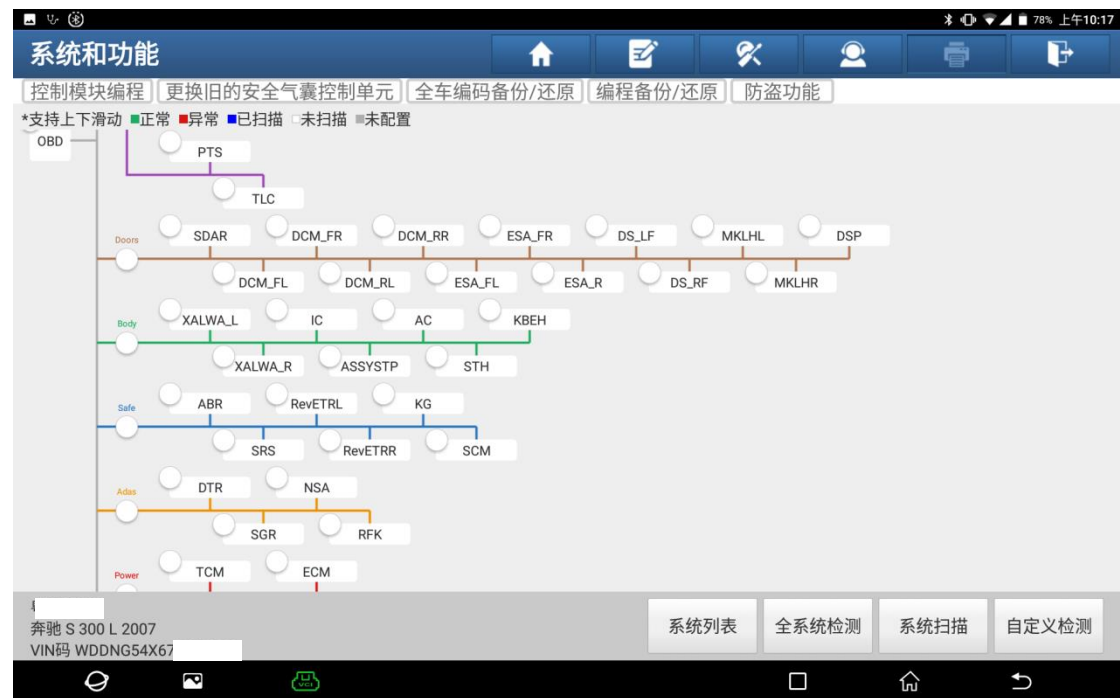 78% 上午10:17
系统和功能
控制模块编程 更换旧的安全气囊控制单元 全车编码备份/还原 编程备份/还原 防盗功能
*支持上下滑动 正常 异常 已扫描 未扫描 未配置
OBD
PTS
TLC
Doors SDAR DCM_FR DCM_RR ESA_FR DS_LF MKLHL DSP
DCM_FL DCM_RL ESA_FL ESA_R DS_RF MKLHR
Body XALWA_L IC AC KBEH
XALWA_R ASSYSTP STH
Safe ABR RevETRL KG
SRS RevETRR SCM
Adas DTR NSA
SGR RFK
Power TCM ECM
奔驰 S 300 L 2007
VIN码 WDDNG54X67
系统列表 全系统检测 系统扫描 自定义检测
VCI